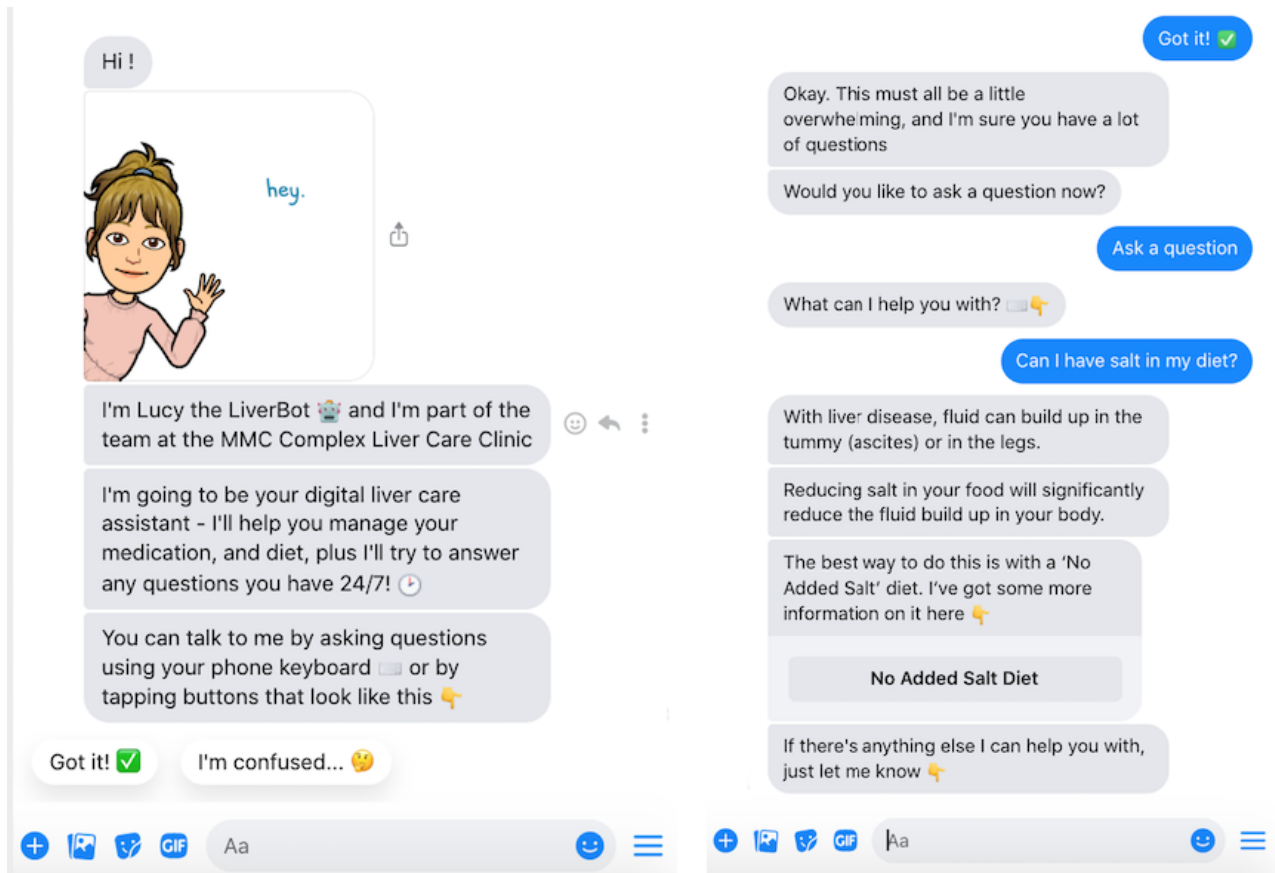 Hi !
hey.
I'm Lucy the LiverBot 🤖 and I'm part of the
team at the MMC Complex Liver Care Clinic
I'm going to be your digital liver care
assistant - I'll help you manage your
medication, and diet, plus I'll try to answer
any questions you have 24/7! 🕑
You can talk to me by asking questions
using your phone keyboard ⌨️ or by
tapping buttons that look like this 👇
Got it! ✅
I'm confused... 🤔
GIF
Aa
Got it! ✅
Okay. This must all be a little
overwhelming, and I'm sure you have a lot
of questions
Would you like to ask a question now?
Ask a question
What can I help you with? ⌨️👇
Can I have salt in my diet?
With liver disease, fluid can build up in the
tummy (ascites) or in the legs.
Reducing salt in your food will significantly
reduce the fluid build up in your body.
The best way to do this is with a ‘No
Added Salt’ diet. I’ve got some more
information on it here 👇
No Added Salt Diet
If there's anything else I can help you with,
just let me know 👇
GIF
Aa